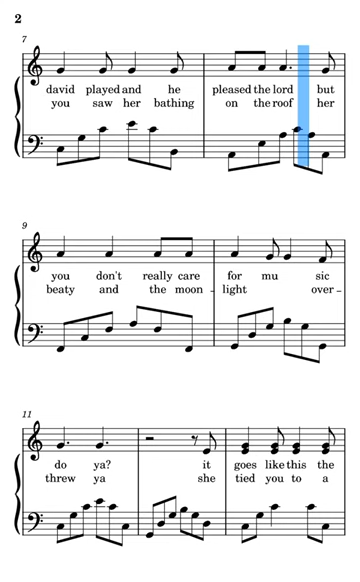 2
7
david played and he pleased the lord but
you saw her bathing on the roof her
9
you don't really care for mu sic
beaty and the moon - light over -
11
do ya? it goes like this the
threw ya she tied you to a